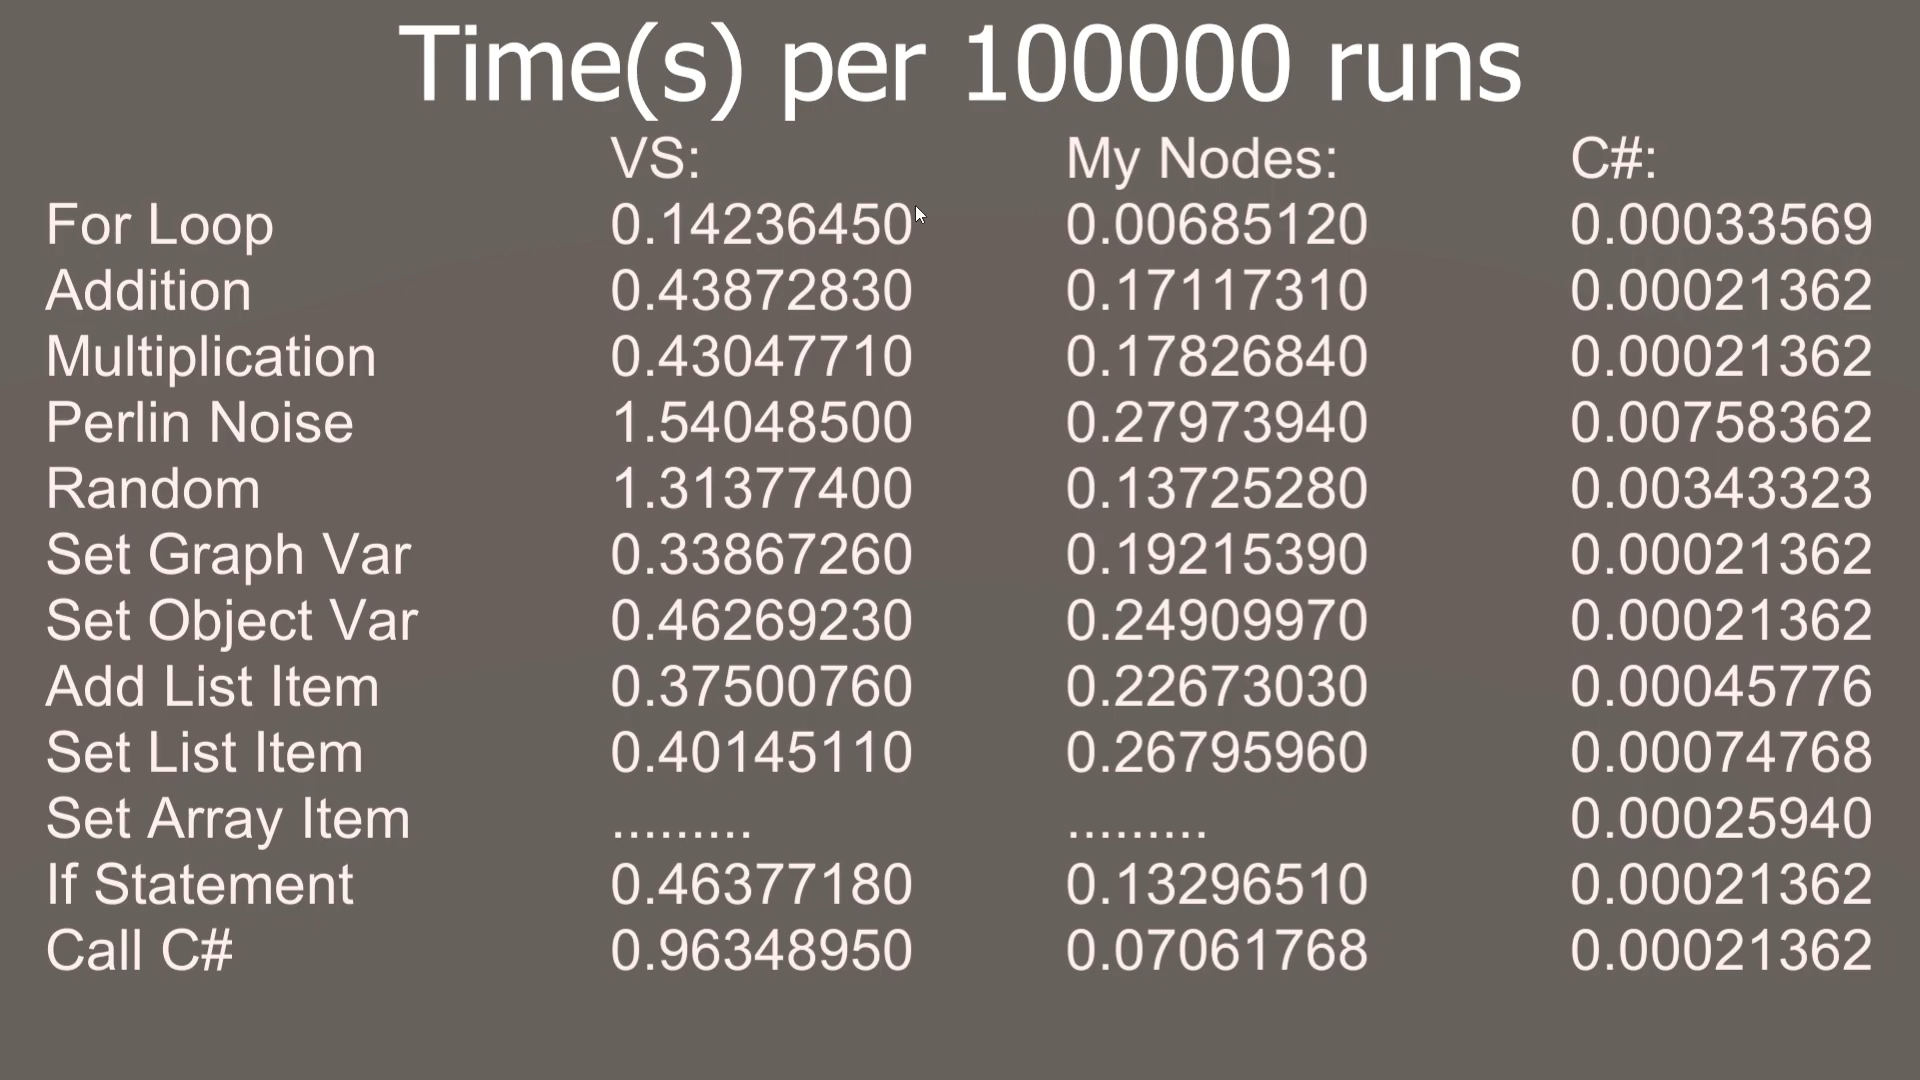 Time(s) per 100000 runs
VS: My Nodes: C#:
For Loop 0.14236450 0.00685120 0.00033569
Addition 0.43872830 0.17117310 0.00021362
Multiplication 0.43047710 0.17826840 0.00021362
Perlin Noise 1.54048500 0.27973940 0.00758362
Random 1.31377400 0.13725280 0.00343323
Set Graph Var 0.33867260 0.19215390 0.00021362
Set Object Var 0.46269230 0.24909970 0.00021362
Add List Item 0.37500760 0.22673030 0.00045776
Set List Item 0.40145110 0.26795960 0.00074768
Set Array Item ......... ......... 0.00025940
If Statement 0.46377180 0.13296510 0.00021362
Call C# 0.96348950 0.07061768 0.00021362